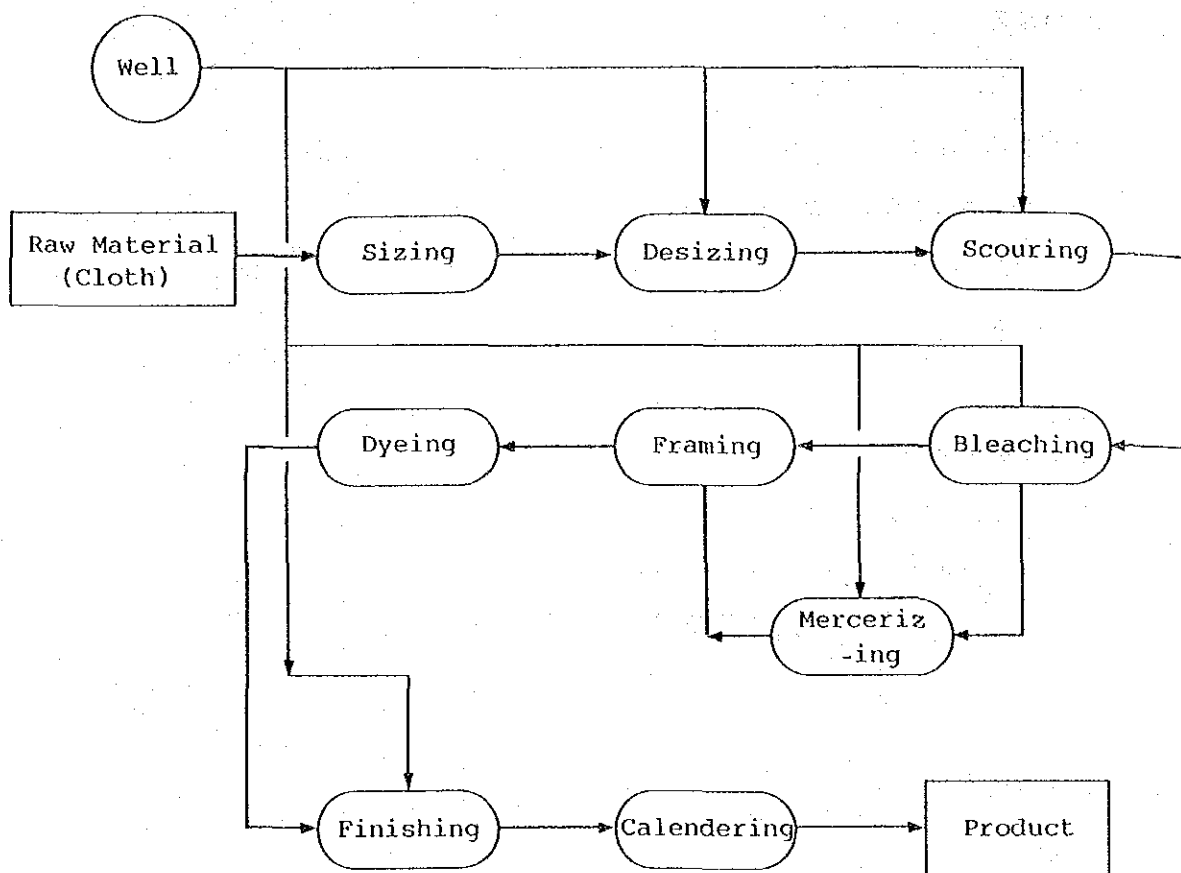 Well
Raw Material
(Cloth)
Sizing
Desizing
Scouring
Dyeing
Framing
Bleaching
Merceriz
-ing
Finishing
Calendering
Product